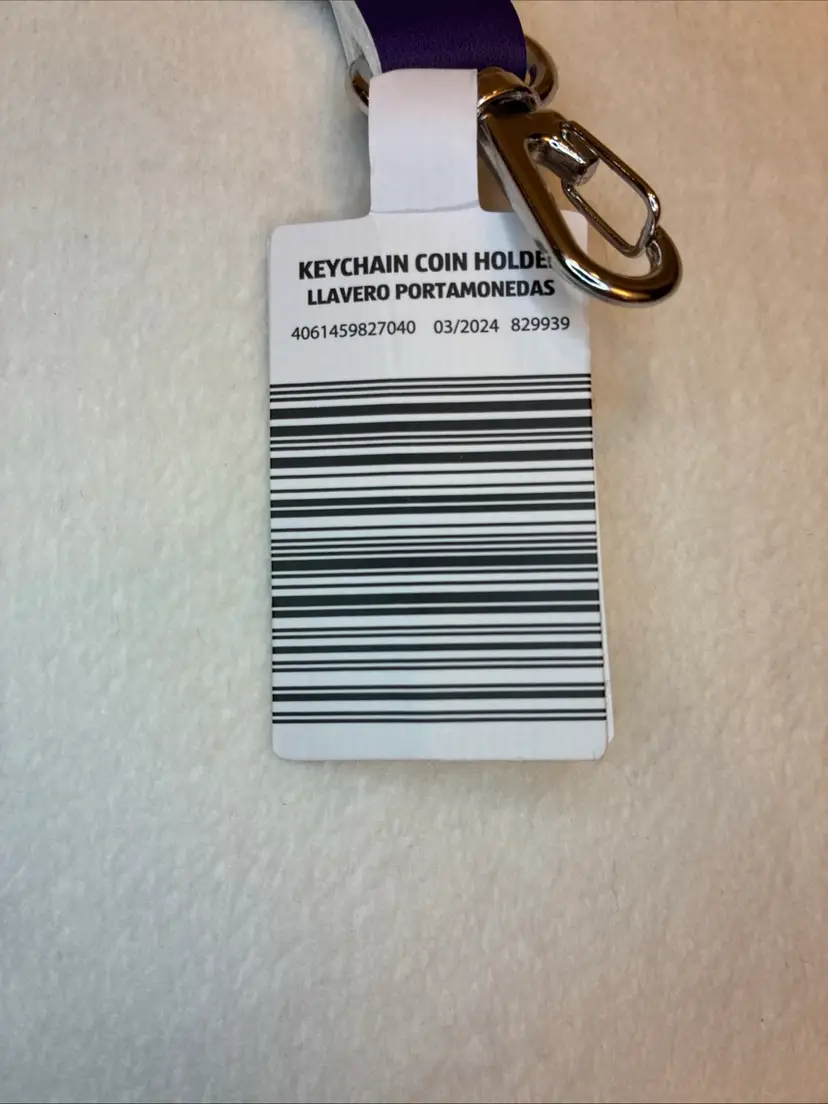 KEYCHAIN COIN HOLDE
LLAVERO PORTAMONEDAS
4061459827040 03/2024 829939